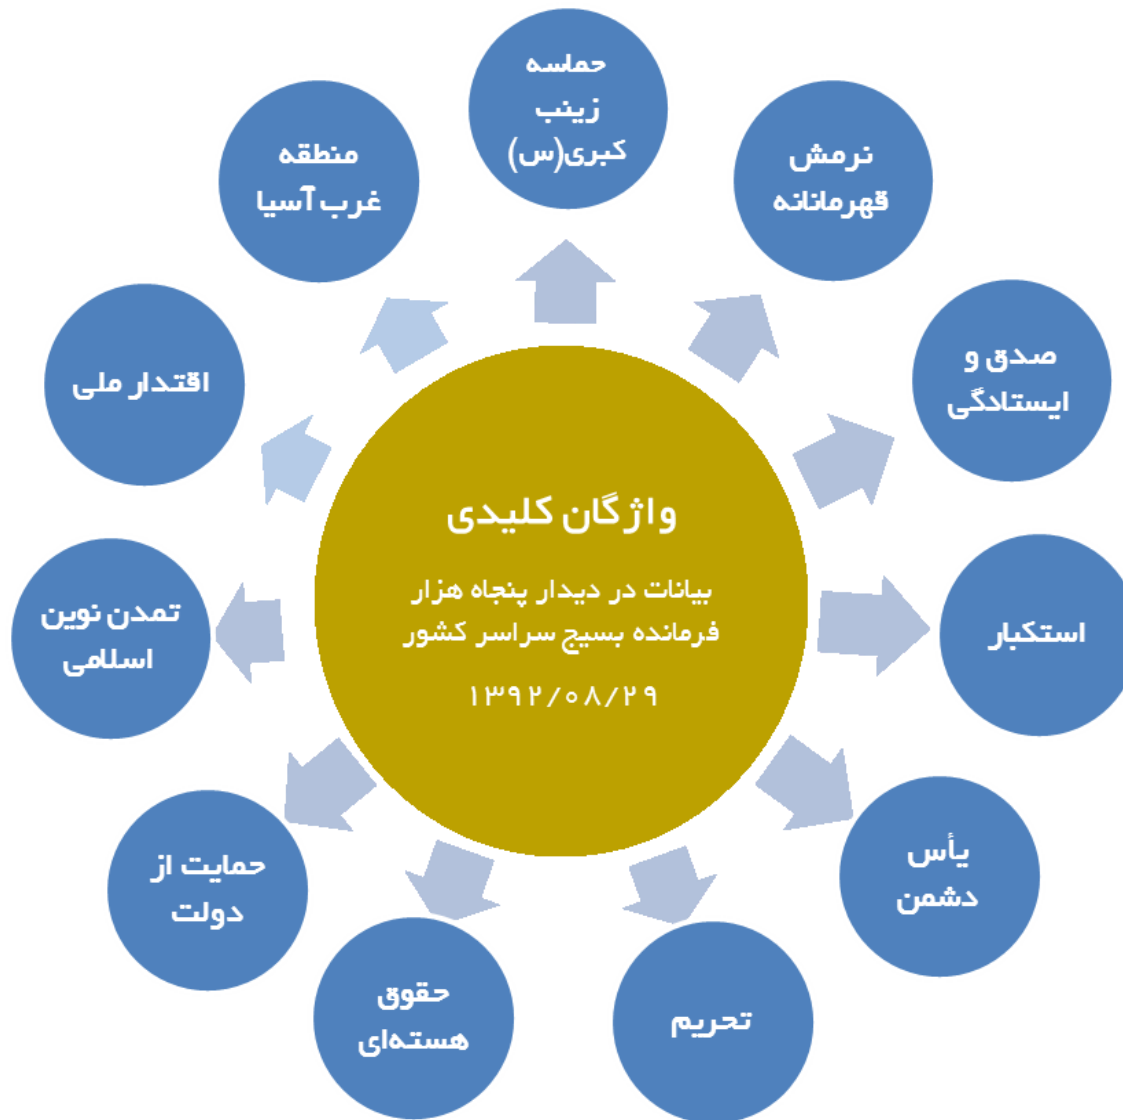 واژگان کلیدی
بیانات در دیدار پنجاه هزار
فرمانده بسیج سراسر کشور
۱۳۹۲/۰۸/۲۹
حماسه
زینب
کبری(س)
نرمش
قهرمانانه
صدق و
ایستادگی
استکبار
یأس
دشمن
تحریم
حقوق
هسته‌ای
حمایت از
دولت
تمدن نوین
اسلامی
اقتدار ملی
منطقه
غرب آسیا